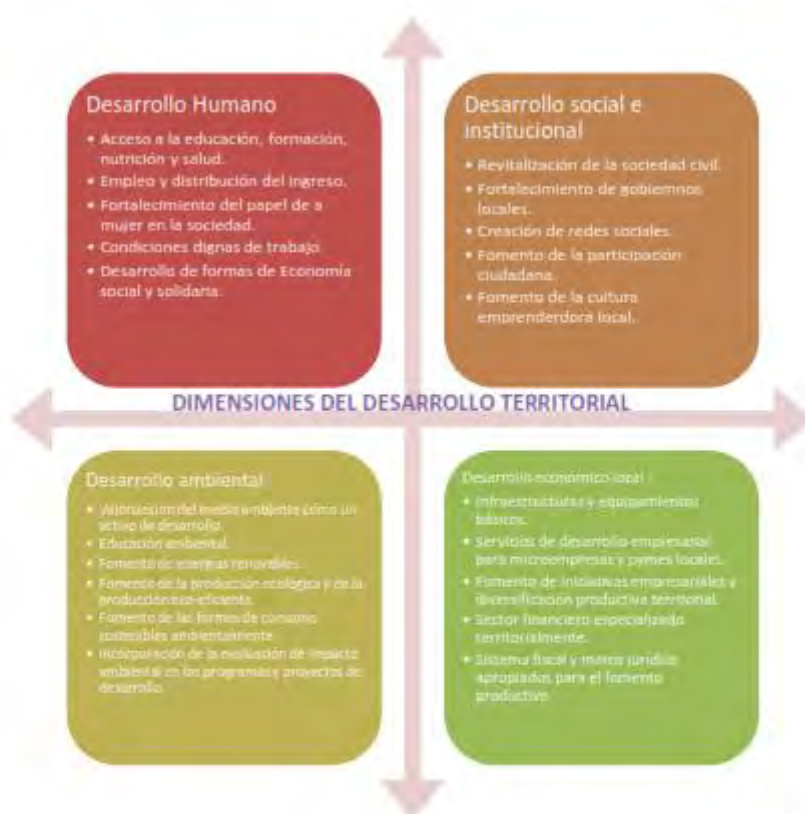 Desarrollo Humano
• Acceso a la educación, formación,
nutrición y salud.
• Empleo y distribución del ingreso.
• Fortalecimiento del papel de a
mujer en la sociedad.
• Condiciones dignas de trabajo.
• Desarrollo de formas de Economía
social y solidaria.
Desarrollo social e
institucional
• Revitalización de la sociedad civil.
• Fortalecimiento de gobiernnos
locales.
• Creación de redes sociales.
• Fomento de la participación
ciudadana.
• Fomento de la cultura
emprenderdora local.
DIMENSIONES DEL DESARROLLO TERRITORIAL
Desarrollo ambiental
• Valorización del medio ambiente como un
activo de desarrollo.
• Educación ambiental.
• Fomento de energías renovables.
• Fomento de la producción ecológica y de la
producción eco-eficiente.
• Fomento de las formas de consumo
sostenibles ambientalmente
• Incorporación de la evaluación de impacto
ambiental en los programas y proyectos de
desarrollo.
Desarrollo económico local
• Infraestructuras y equipamientos
básicos.
• Servicios de desarrollo empresarial
para microempresas y pymes locales.
• Fomento de iniciativas empresariales y
diversificación productiva territorial.
• Sector financiero especializado
territorialmente.
• Sistema fiscal y marco jurídico
apropiados para el fomento
productivo.